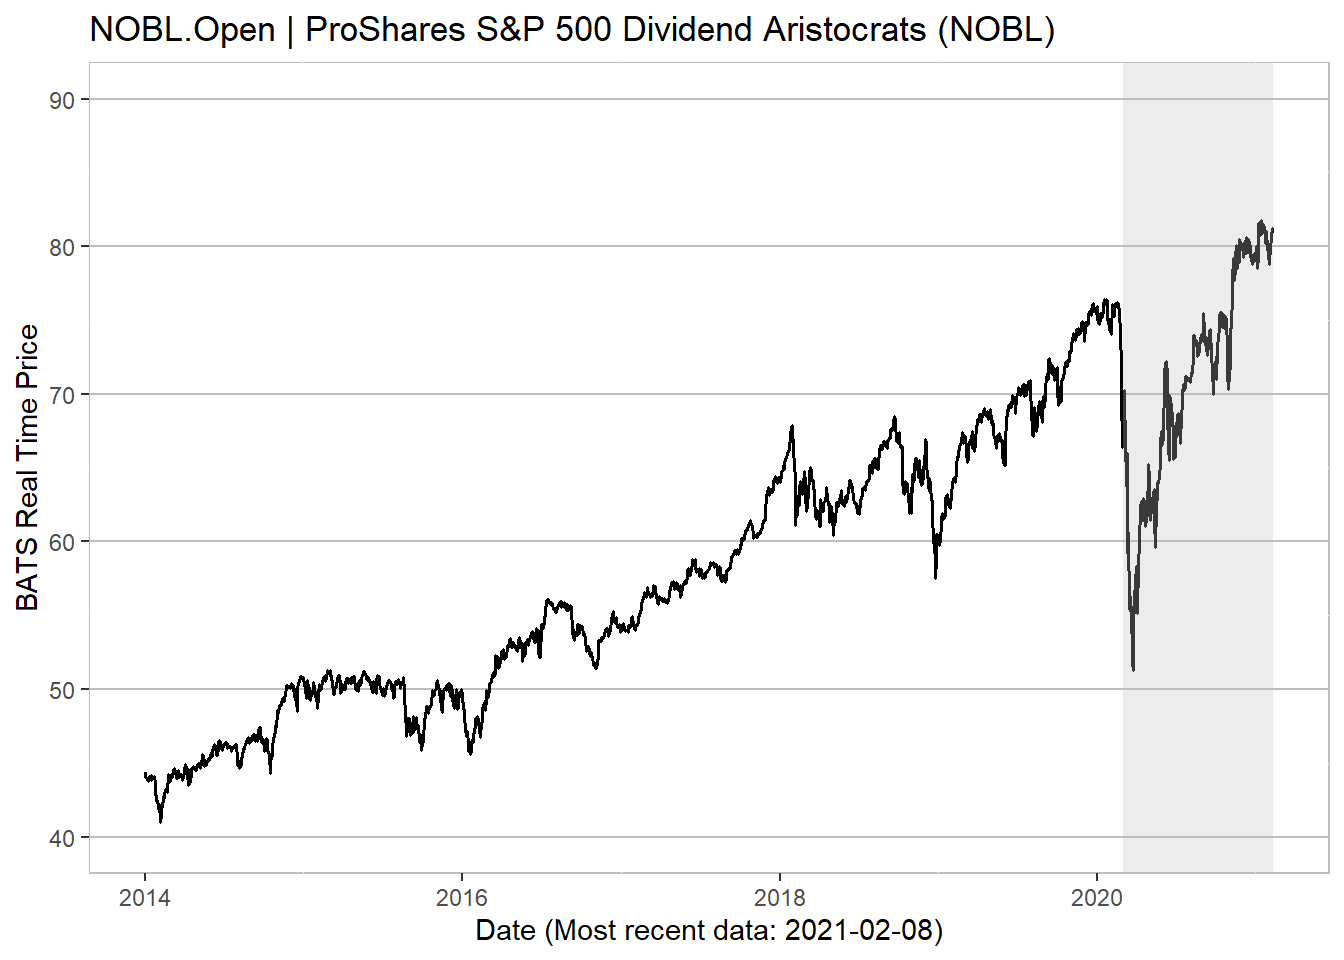 NOBL.Open | ProShares S&P 500 Dividend Aristocrats (NOBL)
90
80
70
60
50
40
BATS Real Time Price
2014 2016 2018 2020
Date (Most recent data: 2021-02-08)